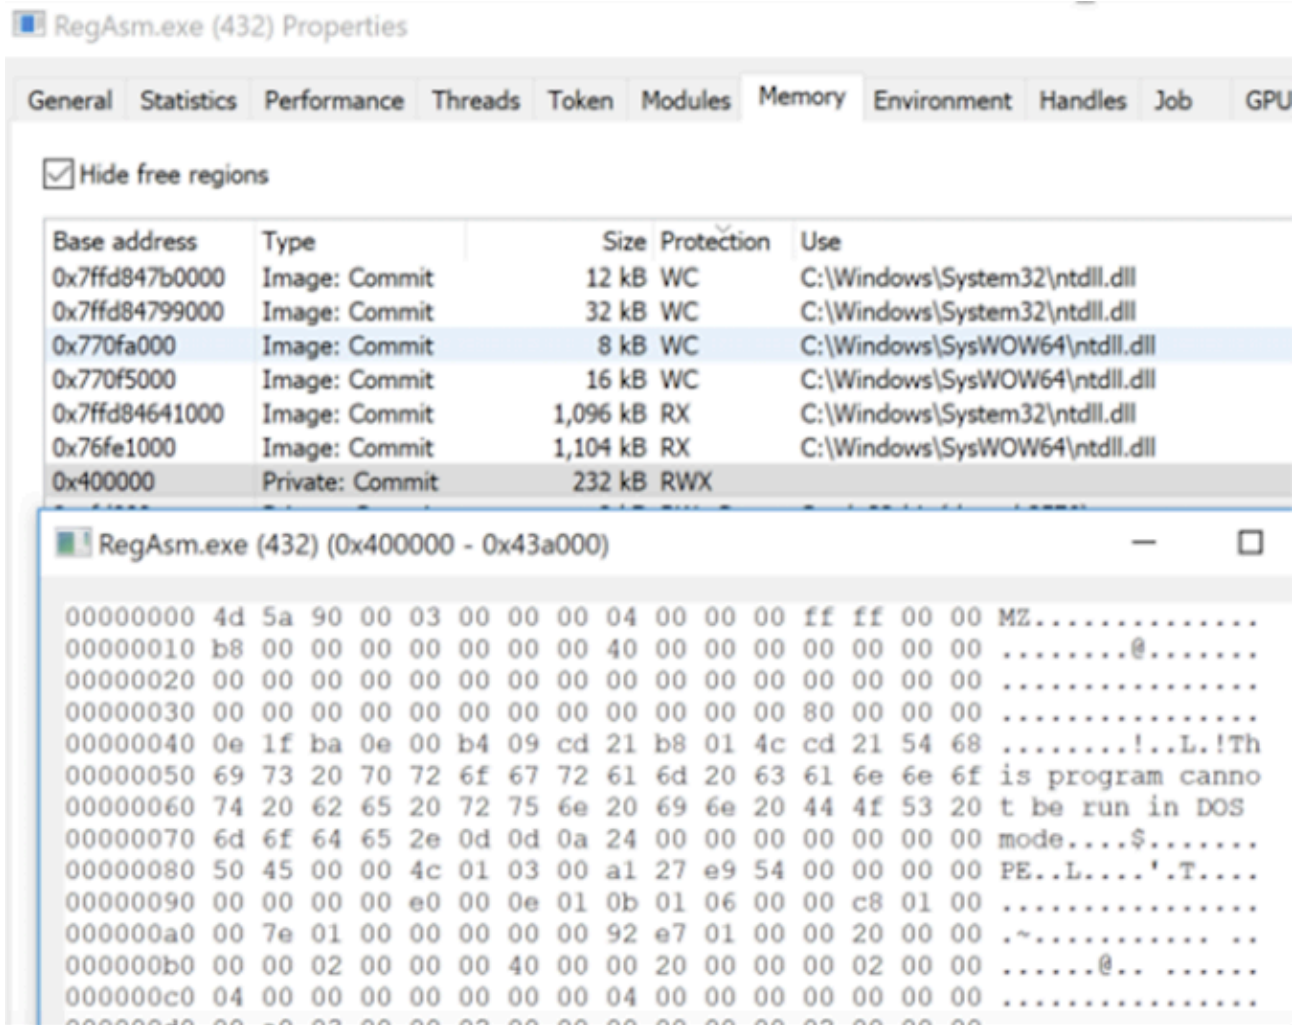 RegAsm.exe (432) Properties
General Statistics Performance Threads Token Modules Memory Environment Handles Job GPU
Hide free regions
Base address Type Size Protection Use
0x7ffd847b0000 Image: Commit 12 kB WC C:\Windows\System32\ntdll.dll
0x7ffd84799000 Image: Commit 32 kB WC C:\Windows\System32\ntdll.dll
0x770fa000 Image: Commit 8 kB WC C:\Windows\SysWOW64\ntdll.dll
0x770f5000 Image: Commit 16 kB WC C:\Windows\SysWOW64\ntdll.dll
0x7ffd84641000 Image: Commit 1,096 kB RX C:\Windows\System32\ntdll.dll
0x76fe1000 Image: Commit 1,104 kB RX C:\Windows\SysWOW64\ntdll.dll
0x400000 Private: Commit 232 kB RWX
RegAsm.exe (432) (0x400000 - 0x43a000)
00000000 4d 5a 90 00 03 00 00 00 04 00 00 00 ff ff 00 00 MZ..............
00000010 b8 00 00 00 00 00 00 00 40 00 00 00 00 00 00 00 ........@.......
00000020 00 00 00 00 00 00 00 00 00 00 00 00 00 00 00 00 ................
00000030 00 00 00 00 00 00 00 00 00 00 00 00 80 00 00 00 ................
00000040 0e 1f ba 0e 00 b4 09 cd 21 b8 01 4c cd 21 54 68 ........!..L.!Th
00000050 69 73 20 70 72 6f 67 72 61 6d 20 63 61 6e 6e 6f is program canno
00000060 74 20 62 65 20 72 75 6e 20 69 6e 20 44 4f 53 20 t be run in DOS
00000070 6d 6f 64 65 2e 0d 0d 0a 24 00 00 00 00 00 00 00 mode....$.......
00000080 50 45 00 00 4c 01 03 00 a1 27 e9 54 00 00 00 00 PE..L....'.T....
00000090 00 00 00 00 e0 00 0e 01 0b 01 06 00 00 c8 01 00 ................
000000a0 00 7e 01 00 00 00 00 00 92 e7 01 00 00 20 00 00 .~........... ..
000000b0 00 00 02 00 00 00 40 00 00 20 00 00 00 02 00 00 ......@.. ......
000000c0 04 00 00 00 00 00 00 00 04 00 00 00 00 00 00 00 ................